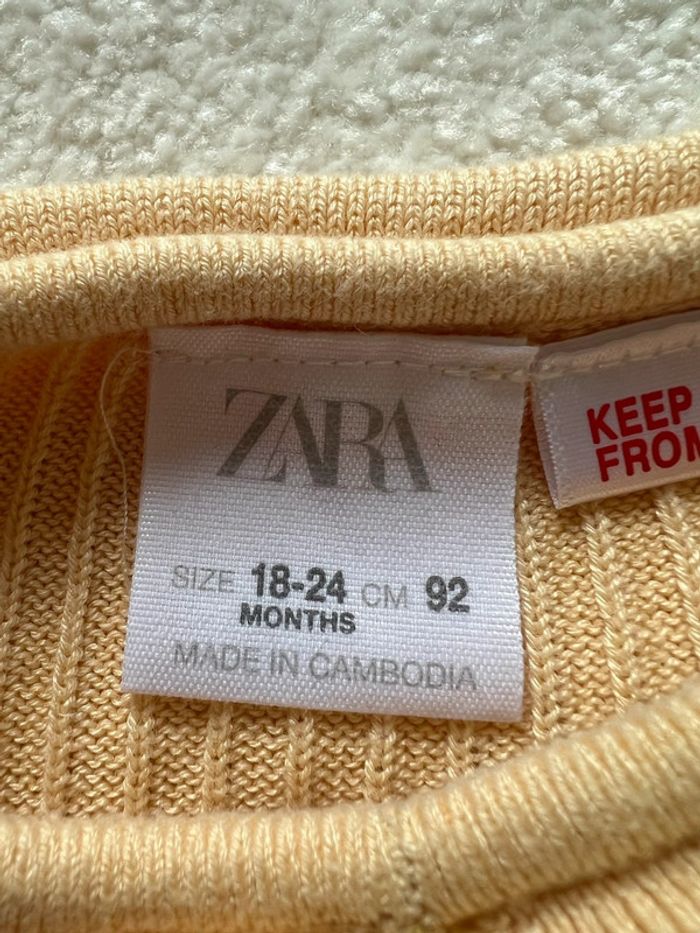 ZARA
SIZE 18-24 CM 92
MONTHS
MADE IN CAMBODIA
KEEP
FROM